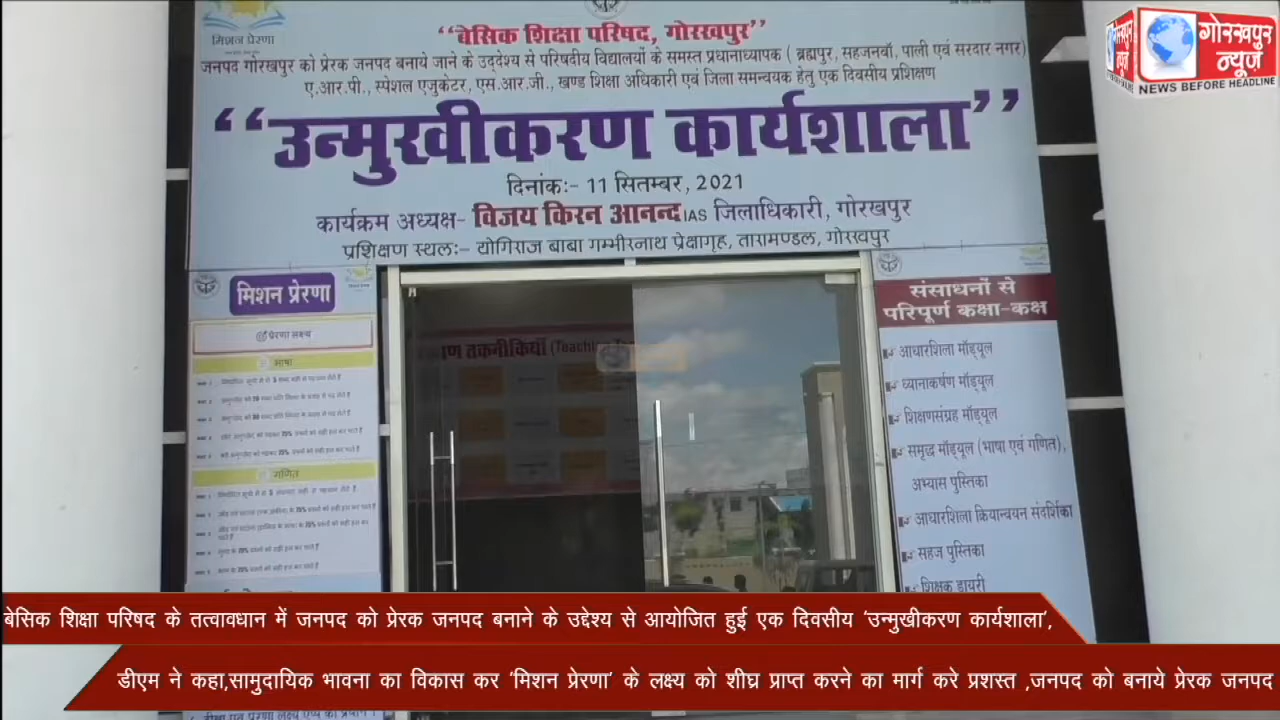 मिशन प्रेरणा
“बेसिक शिक्षा परिषद, गोरखपुर”
जनपद गोरखपुर को प्रेरक जनपद बनाये जाने के उद्देश्य से परिषदीय विद्यालयों के समस्त प्रधानाध्यापक ( ब्रह्मपुर, सहजनवॉ, पाली एवं सरदार नगर)
ए.आर.पी., स्पेशल एजुकेटर, एस.आर.जी., खण्ड शिक्षा अधिकारी एवं जिला समन्वयक हेतु एक दिवसीय प्रशिक्षण
“उन्मुखीकरण कार्यशाला”
दिनांकः- 11 सितम्बर, 2021
कार्यक्रम अध्यक्ष- विजय किरन आनन्द IAS जिलाधिकारी, गोरखपुर
प्रशिक्षण स्थलः- योगिराज बाबा गम्भीरनाथ प्रेक्षागृह, तारामण्डल, गोरखपुर
गोरखपुर न्यूज़
गोरखपुर
न्यूज़
NEWS BEFORE HEADLINE
मिशन प्रेरणा
प्रेरणा लक्ष्य
भाषा
गणित
तकनीकियाँ
संसाधनों से
परिपूर्ण कक्षा-कक्ष
आधारशिला मॉड्यूल
ध्यानाकर्षण मॉड्यूल
शिक्षणसंग्रह मॉड्यूल
समृद्ध मॉड्यूल (भाषा एवं गणित),
अभ्यास पुस्तिका
आधारशिला क्रियान्वयन संदर्शिका
सहज पुस्तिका
शिक्षक डायरी
बेसिक शिक्षा परिषद के तत्वावधान में जनपद को प्रेरक जनपद बनाने के उद्देश्य से आयोजित हुई एक दिवसीय 'उन्मुखीकरण कार्यशाला',
डीएम ने कहा,सामुदायिक भावना का विकास कर 'मिशन प्रेरणा' के लक्ष्य को शीघ्र प्राप्त करने का मार्ग करे प्रशस्त ,जनपद को बनाये प्रेरक जनपद